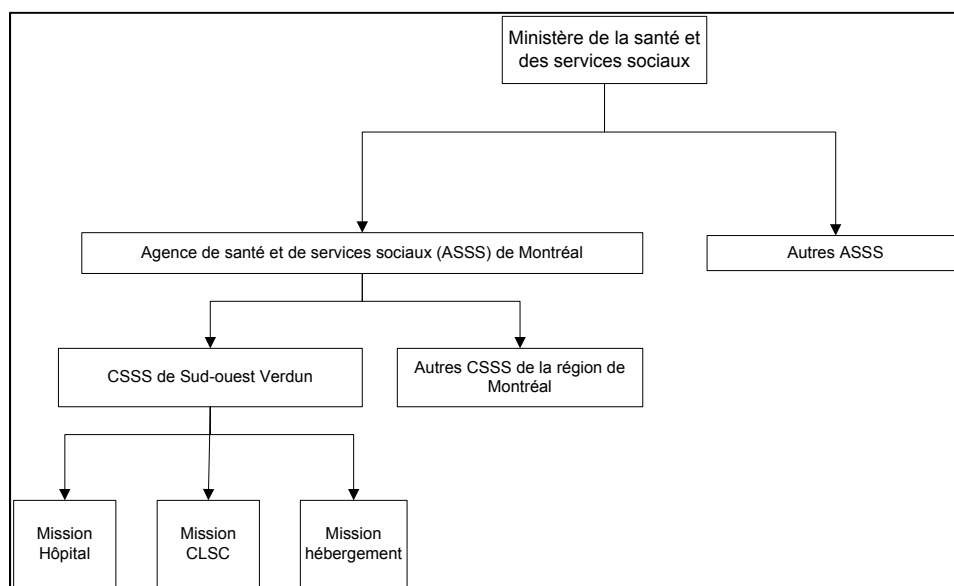 Ministère de la santé et
des services sociaux
Agence de santé et de services sociaux (ASSS) de Montréal
Autres ASSS
CSSS de Sud-ouest Verdun
Autres CSSS de la région de
Montréal
Mission
Hôpital
Mission
CLSC
Mission
hébergement